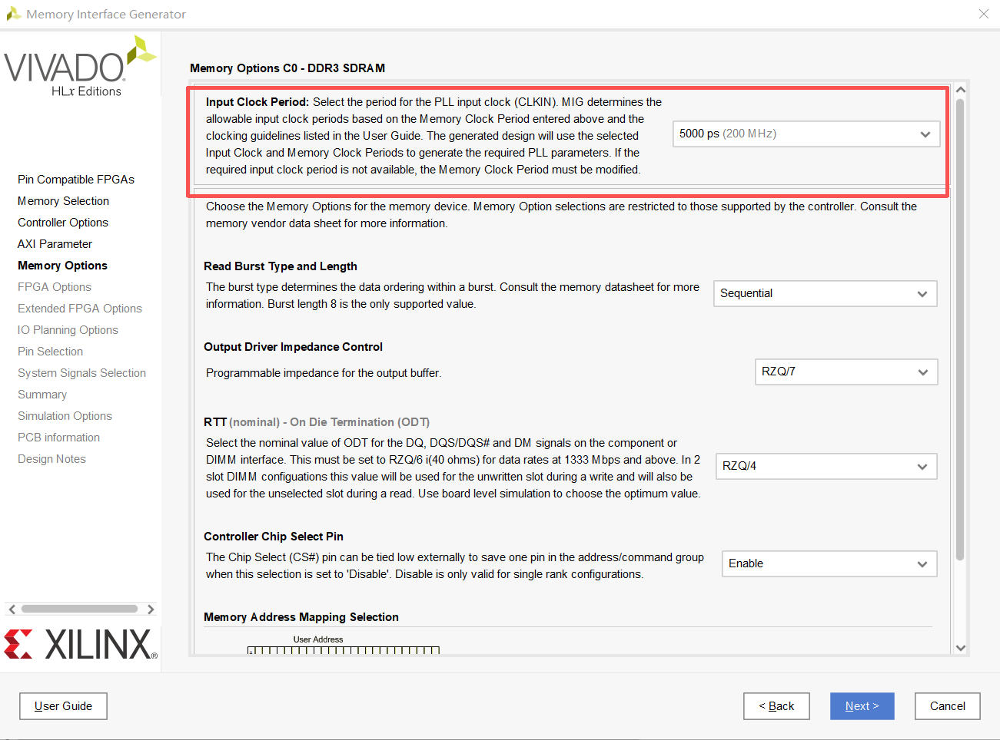 Memory Interface Generator
VIVADO
HLx Editions
Pin Compatible FPGAs
Memory Selection
Controller Options
AXI Parameter
Memory Options
FPGA Options
Extended FPGA Options
IO Planning Options
Pin Selection
System Signals Selection
Summary
Simulation Options
PCB information
Design Notes
XILINX®
Memory Options C0 - DDR3 SDRAM
Input Clock Period: Select the period for the PLL input clock (CLKIN). MIG determines the
allowable input clock periods based on the Memory Clock Period entered above and the
clocking guidelines listed in the User Guide. The generated design will use the selected
Input Clock and Memory Clock Periods to generate the required PLL parameters. If the
required input clock period is not available, the Memory Clock Period must be modified.
5000 ps (200 MHz)
Choose the Memory Options for the memory device. Memory Option selections are restricted to those supported by the controller. Consult the
memory vendor data sheet for more information.
Read Burst Type and Length
The burst type determines the data ordering within a burst. Consult the memory datasheet for more
information. Burst length 8 is the only supported value.
Sequential
Output Driver Impedance Control
Programmable impedance for the output buffer.
RZQ/7
RTT (nominal) - On Die Termination (ODT)
Select the nominal value of ODT for the DQ, DQS/DQS# and DM signals on the component or
DIMM interface. This must be set to RZQ/6 i(40 ohms) for data rates at 1333 Mbps and above. In 2
slot DIMM configuations this value will be used for the unwritten slot during a write and will also be
used for the unselected slot during a read. Use board level simulation to choose the optimum value.
RZQ/4
Controller Chip Select Pin
The Chip Select (CS#) pin can be tied low externally to save one pin in the address/command group
when this selection is set to 'Disable'. Disable is only valid for single rank configurations.
Enable
Memory Address Mapping Selection
User Address
User Guide
< Back
Next >
Cancel